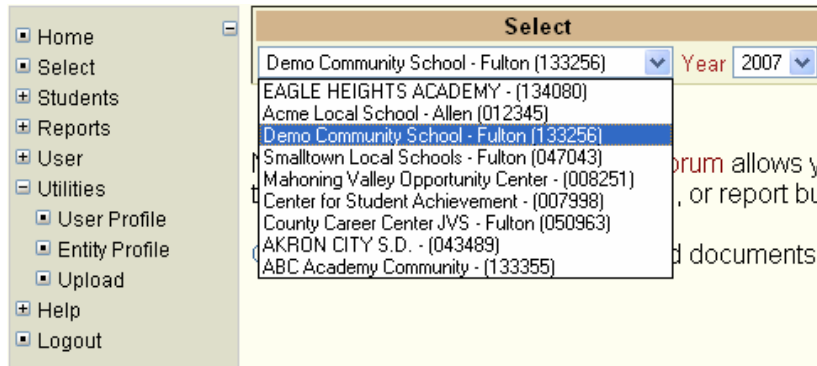 Home
Select
Students
Reports
User
Utilities
User Profile
Entity Profile
Upload
Help
Logout
Select
Demo Community School - Fulton (133256) Year 2007
EAGLE HEIGHTS ACADEMY - (134080)
Acme Local School - Allen (012345)
Demo Community School - Fulton (133256)
Smalltown Local Schools - Fulton (047043)
Mahoning Valley Opportunity Center - (008251)
Center for Student Achievement - (007998)
County Career Center JVS - Fulton (050963)
AKRON CITY S.D. - (043489)
ABC Academy Community - (133355)
allows
, or report
documents